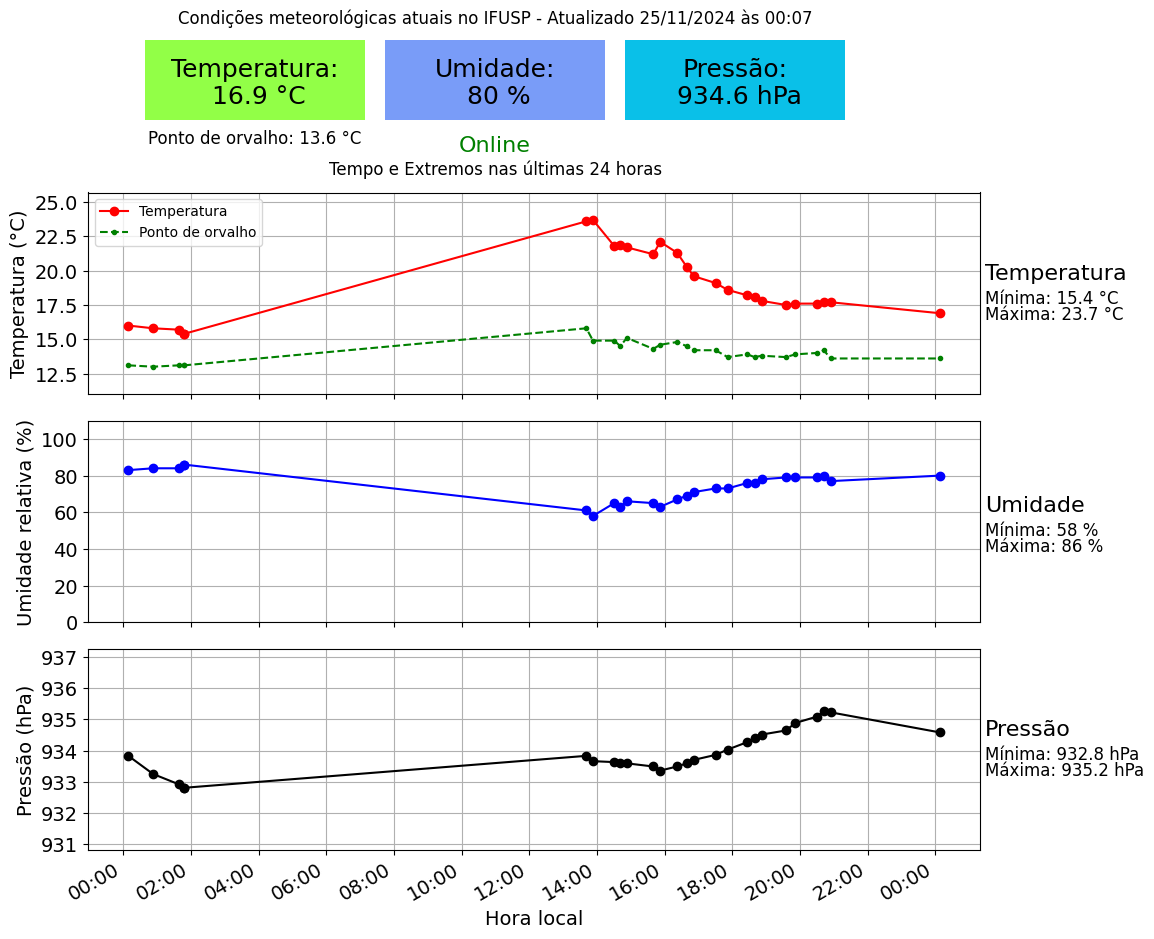 Condições meteorológicas atuais no IFUSP - Atualizado 25/11/2024 às 00:07
Temperatura:
16.9 °C
Umidade:
80 %
Pressão:
934.6 hPa
Ponto de orvalho: 13.6 °C
Online
Tempo e Extremos nas últimas 24 horas
Temperatura (°C)
25.0
22.5
20.0
17.5
15.0
12.5
Temperatura
Ponto de orvalho
Temperatura
Mínima: 15.4 °C
Máxima: 23.7 °C
Umidade relativa (%)
100
80
60
40
20
0
Umidade
Mínima: 58 %
Máxima: 86 %
Pressão (hPa)
937
936
935
934
933
932
931
Pressão
Mínima: 932.8 hPa
Máxima: 935.2 hPa
00:00 02:00 04:00 06:00 08:00 10:00 12:00 14:00 16:00 18:00 20:00 22:00 00:00
Hora local